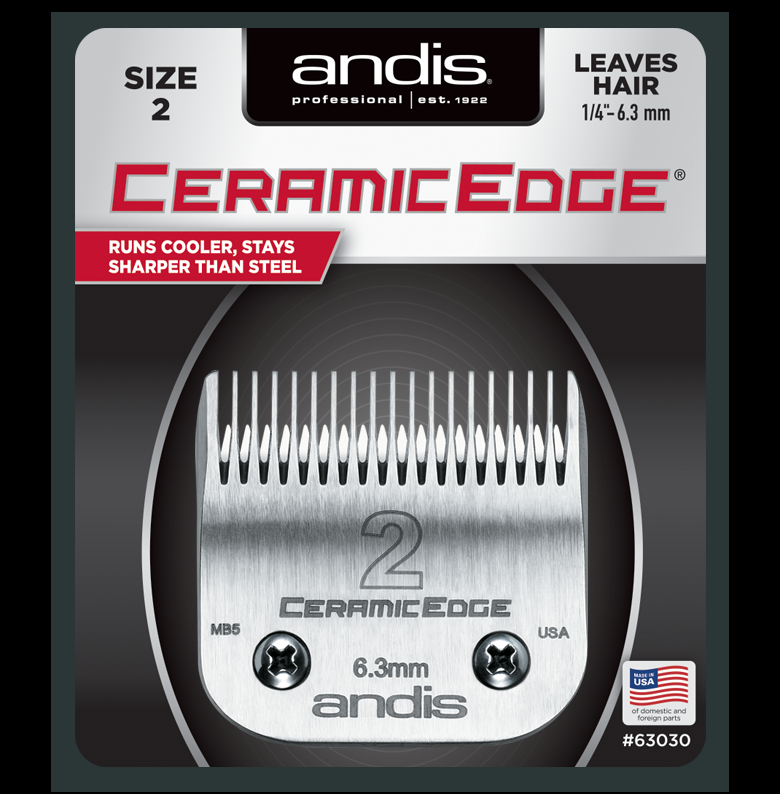 SIZE
2
andis®
professional | est. 1922
LEAVES
HAIR
1/4"-6.3 mm
CERAMICEDGE®
RUNS COOLER, STAYS
SHARPER THAN STEEL
2
CERAMICEDGE
MB5
USA
6.3mm
andis
MADE IN
USA
of domestic and
foreign parts
#63030